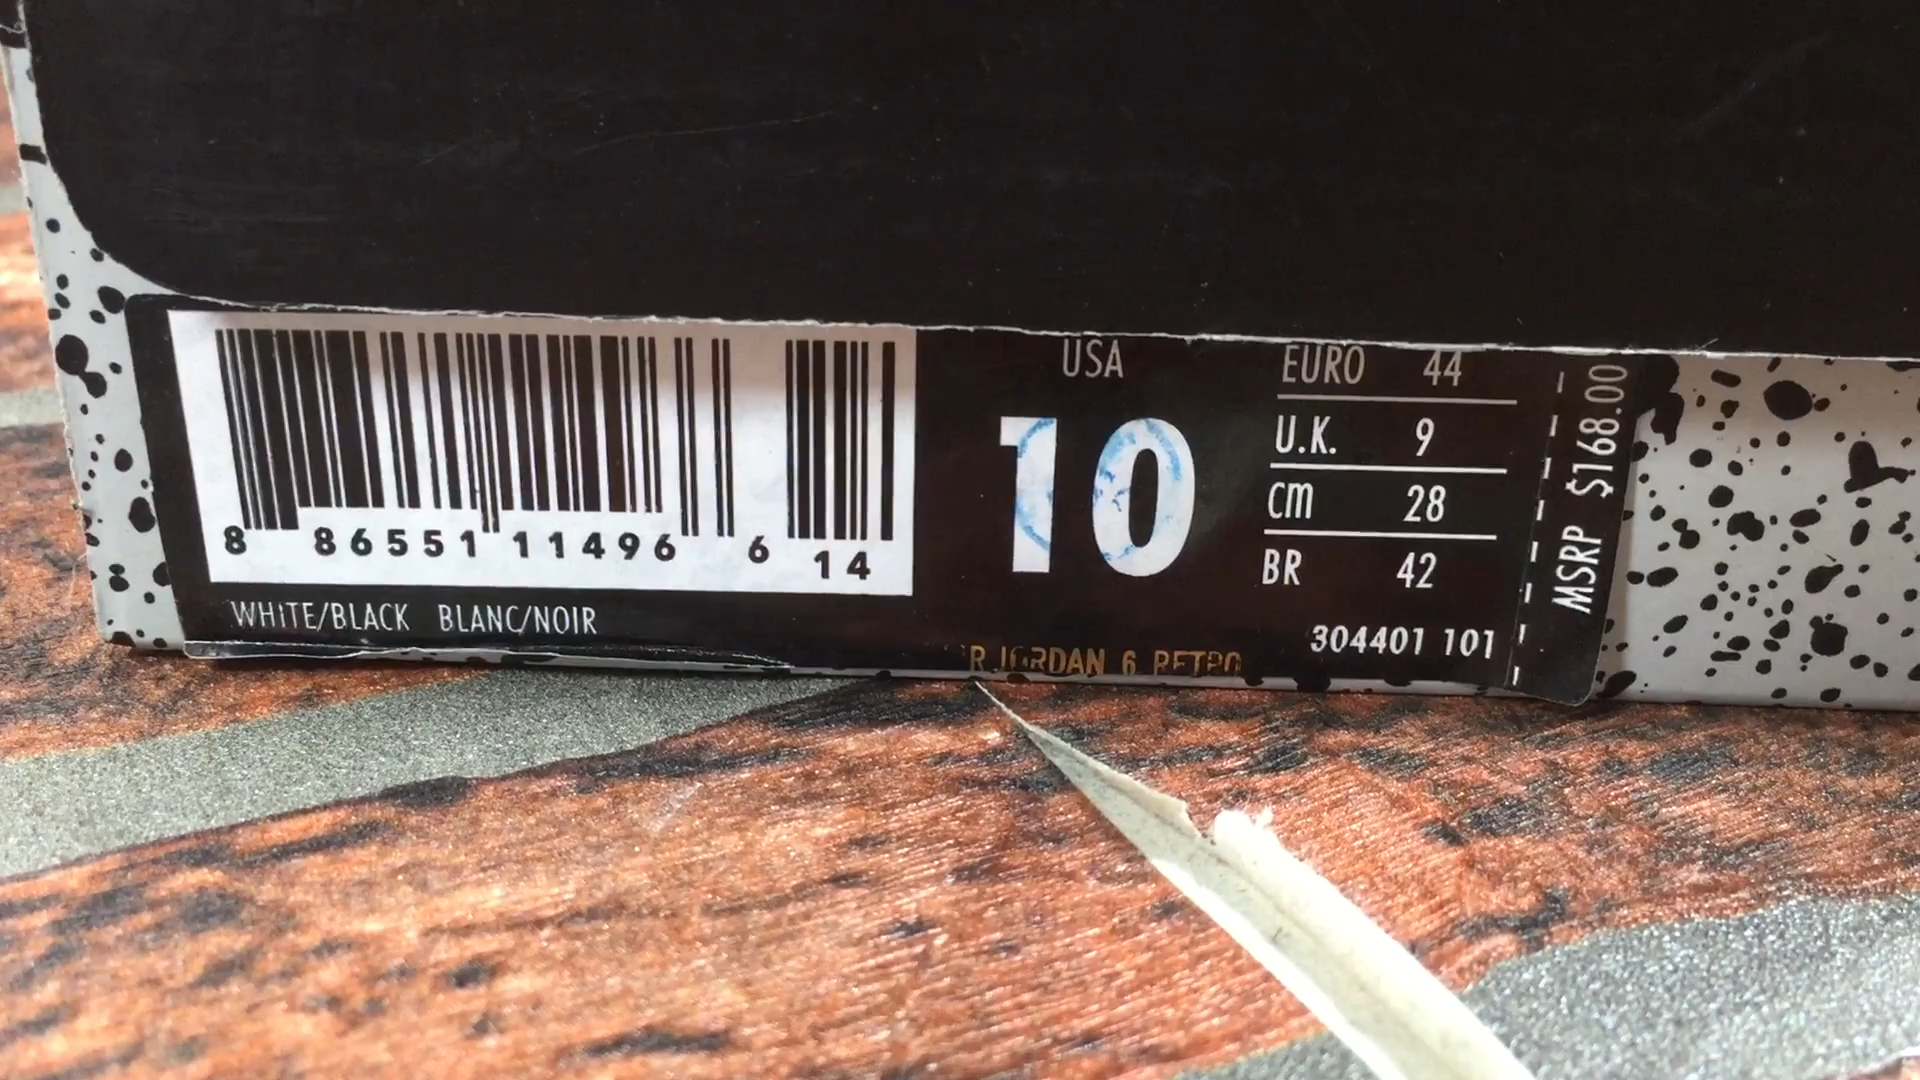 8 86551 11496 6 14
WHITE/BLACK BLANC/NOIR
USA
10
EURO 44
U.K. 9
cm 28
BR 42
304401 101
R JORDAN 6 RETRO
MSRP $168.00